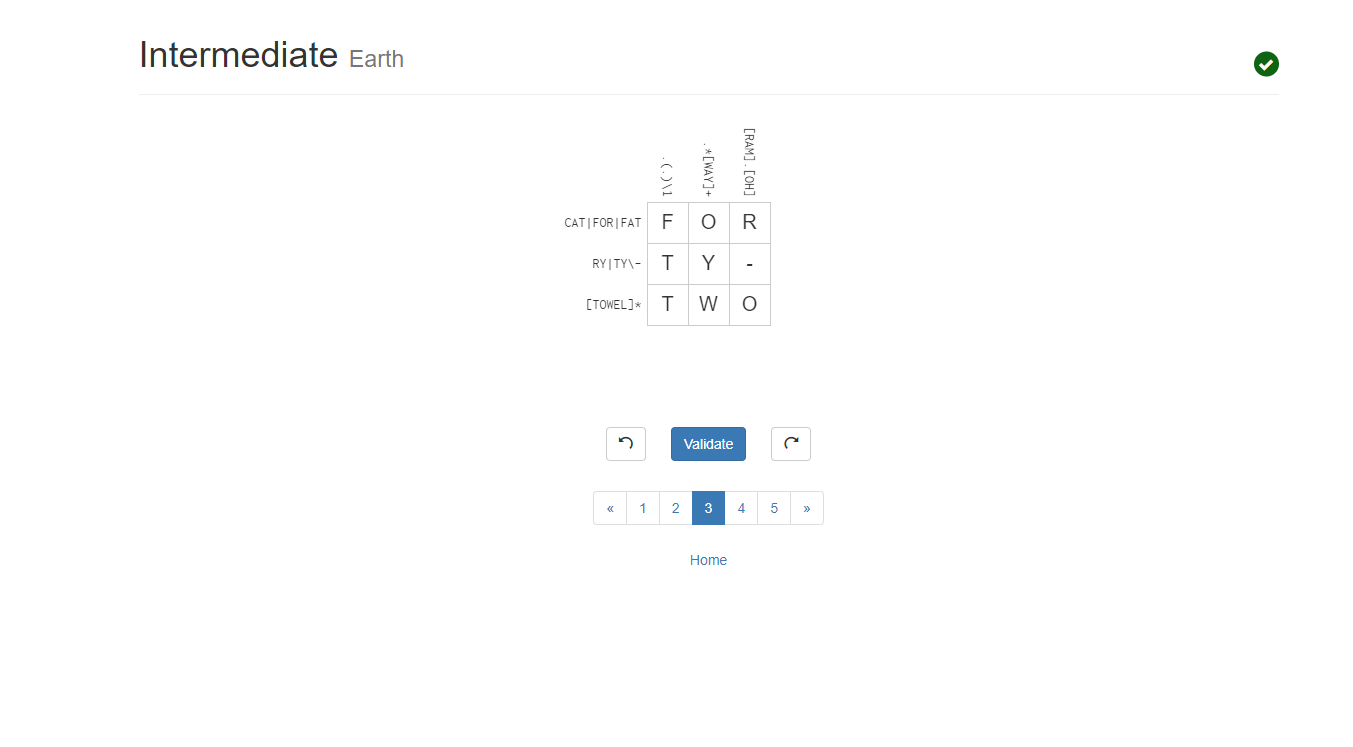 Intermediate Earth
.(.)\1
.*[WAY]+
[RAM].[OH]
CAT|FOR|FAT F O R
RY|TY\- T Y -
[TOWEL]* T W O
Validate
« 1 2 3 4 5 »
Home